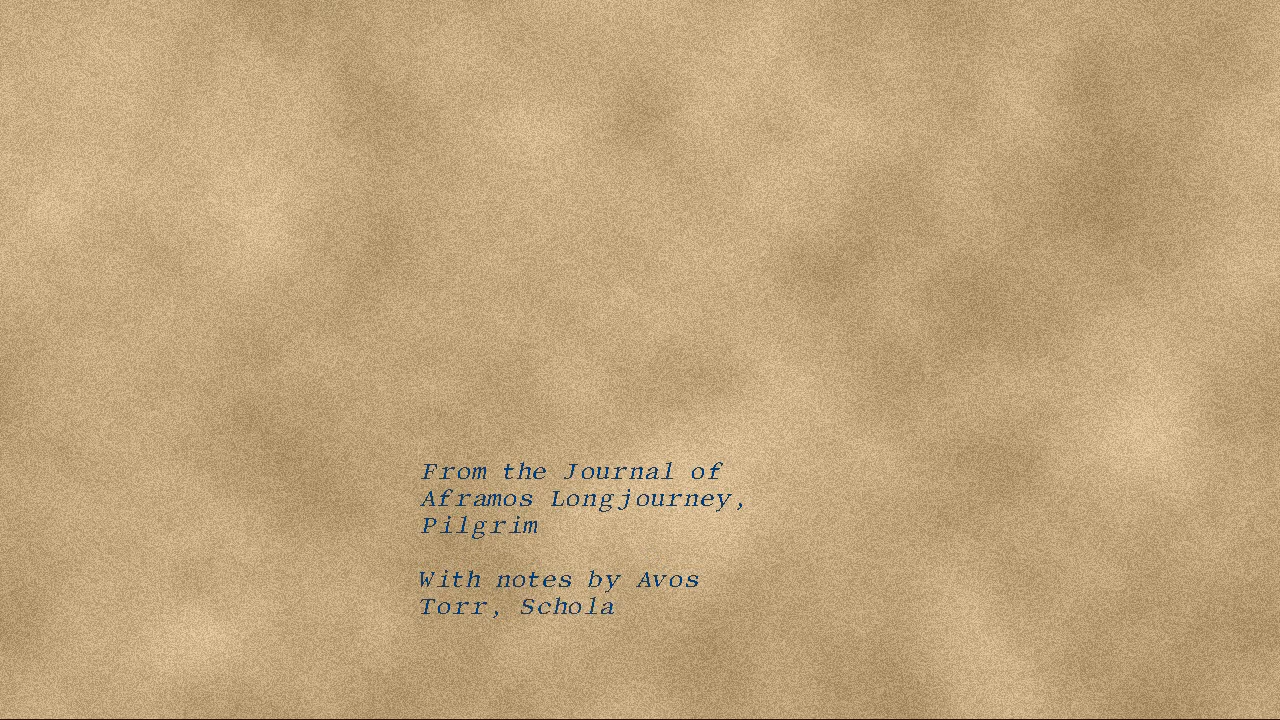 From the Journal of
Aframos Longjourney,
Pilgrim
With notes by Avos
Torr, Schola